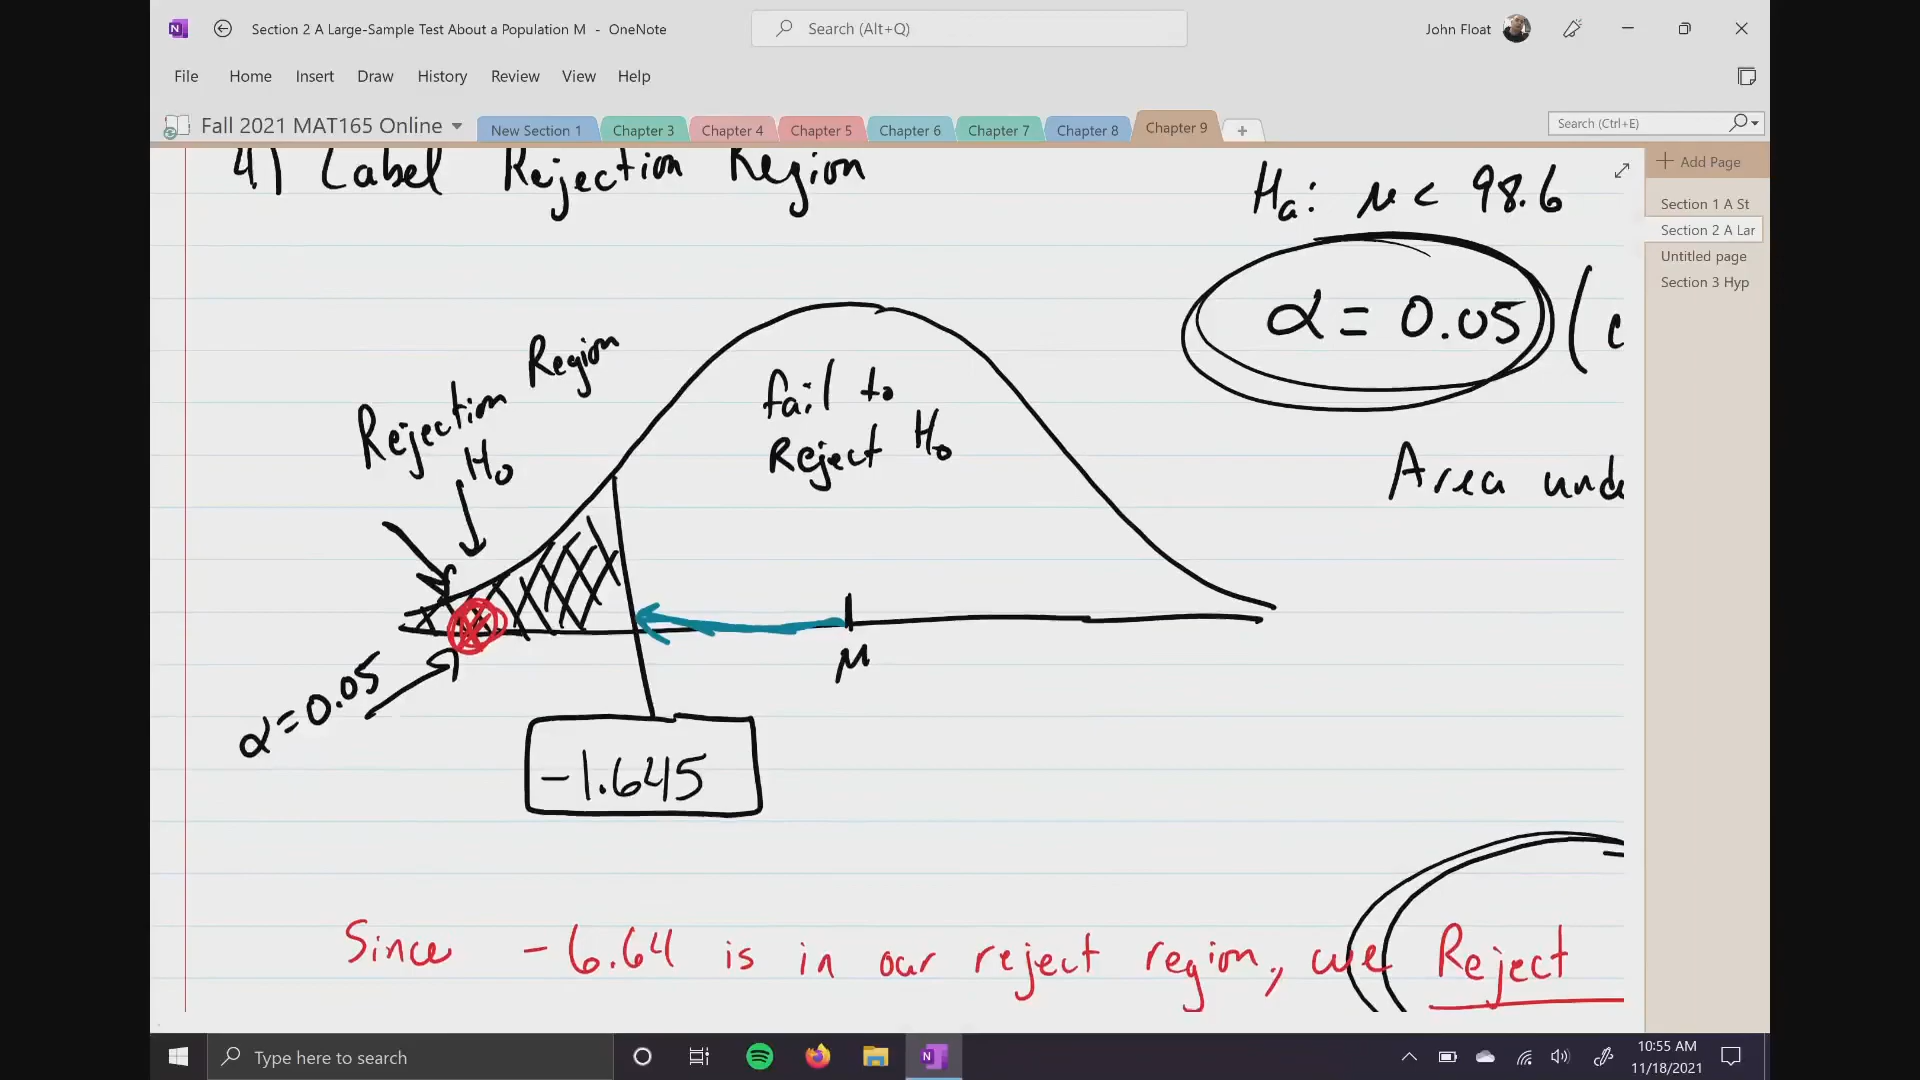 Section 2 A Large-Sample Test About a Population M - OneNote
Search (Alt+Q)
John Float
File Home Insert Draw History Review View Help
Fall 2021 MAT165 Online
New Section 1 Chapter 3 Chapter 4 Chapter 5 Chapter 6 Chapter 7 Chapter 8 Chapter 9
Search (Ctrl+E)
Add Page
Section 1 A St
Section 2 A Lar
Untitled page
Section 3 Hyp
4) Label Rejection Region
Ha: μ < 98.6
α = 0.05 (
Area und
Rejection Region
H₀
fail to
Reject H₀
μ
α = 0.05
-1.645
Since -6.64 is in our reject region, we Reject
Type here to search
10:55 AM
11/18/2021